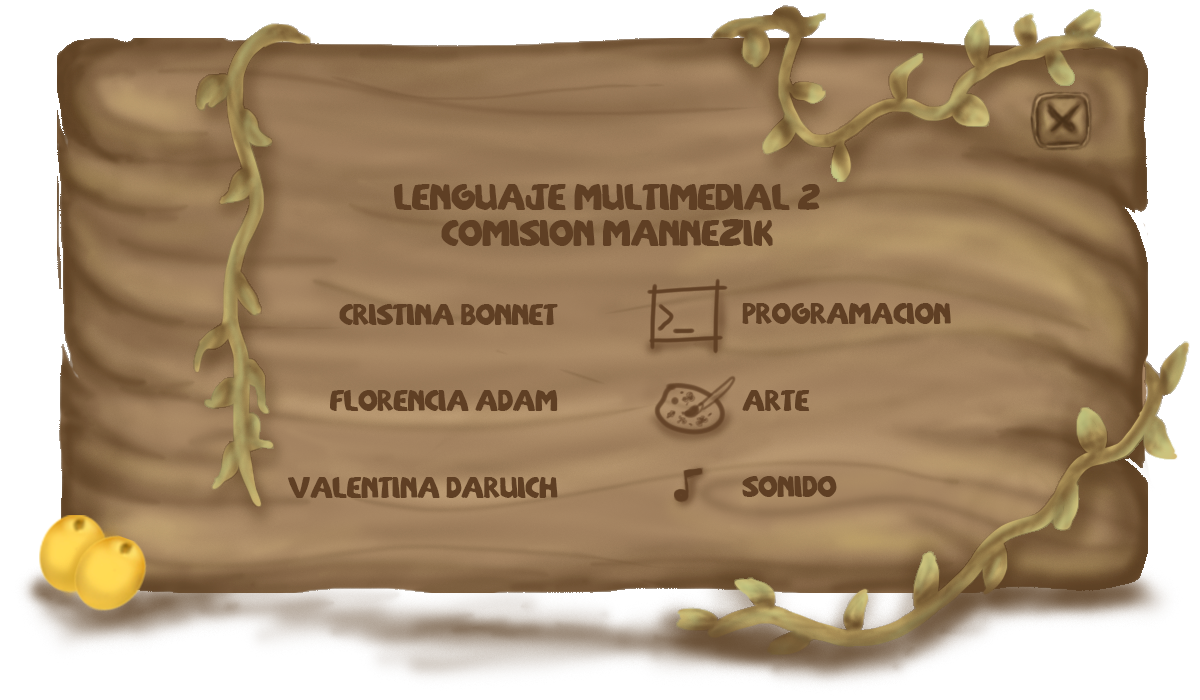 LENGUAJE MULTIMEDIAL 2
COMISION MANNEZIK
CRISTINA BONNET PROGRAMACION
FLORENCIA ADAM ARTE
VALENTINA DARUICH SONIDO